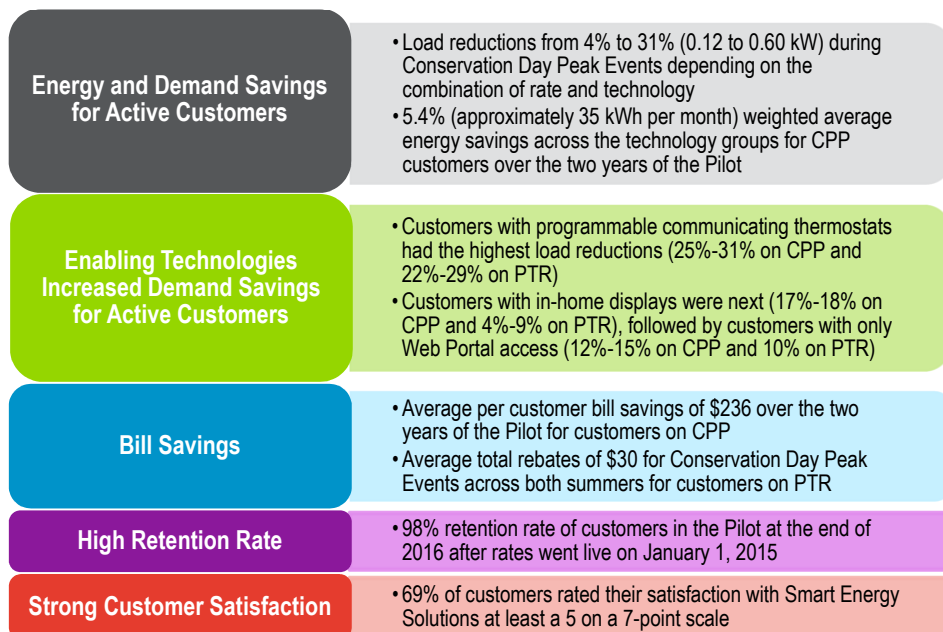 Energy and Demand Savings
for Active Customers
• Load reductions from 4% to 31% (0.12 to 0.60 kW) during
Conservation Day Peak Events depending on the
combination of rate and technology
• 5.4% (approximately 35 kWh per month) weighted average
energy savings across the technology groups for CPP
customers over the two years of the Pilot
Enabling Technologies
Increased Demand Savings
for Active Customers
• Customers with programmable communicating thermostats
had the highest load reductions (25%-31% on CPP and
22%-29% on PTR)
• Customers with in-home displays were next (17%-18% on
CPP and 4%-9% on PTR), followed by customers with only
Web Portal access (12%-15% on CPP and 10% on PTR)
Bill Savings
• Average per customer bill savings of $236 over the two
years of the Pilot for customers on CPP
• Average total rebates of $30 for Conservation Day Peak
Events across both summers for customers on PTR
High Retention Rate
• 98% retention rate of customers in the Pilot at the end of
2016 after rates went live on January 1, 2015
Strong Customer Satisfaction
• 69% of customers rated their satisfaction with Smart Energy
Solutions at least a 5 on a 7-point scale